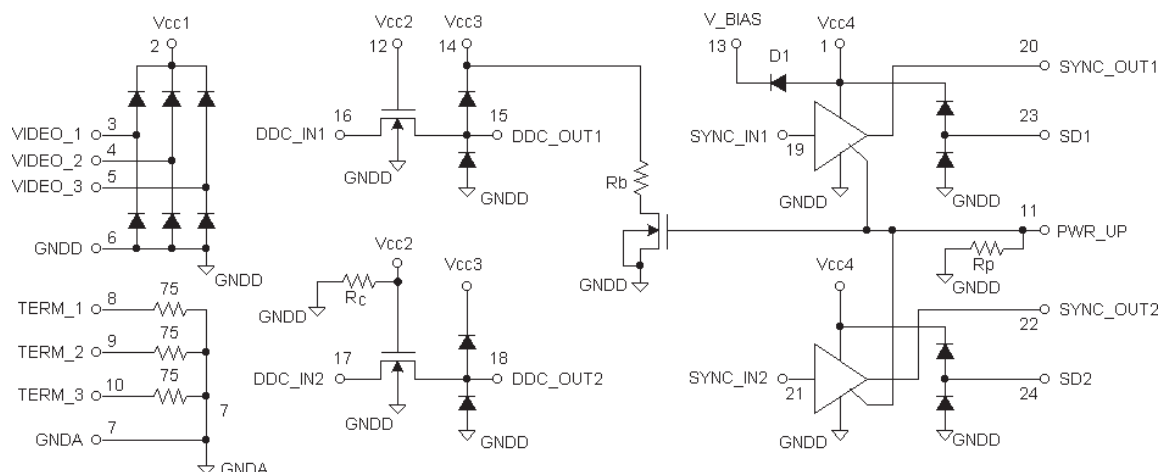 Vcc1
2
VIDEO_1
3
VIDEO_2
4
VIDEO_3
5
GNDD
6
GNDD
TERM_1
8
75
TERM_2
9
75
TERM_3
10
75
7
GNDA
7
GNDA
Vcc2
12
Vcc3
14
16
DDC_IN1
15
DDC_OUT1
GNDD
GNDD
Rb
GNDD
Vcc2
Rc
GNDD
Vcc3
17
DDC_IN2
18
DDC_OUT2
GNDD
GNDD
V_BIAS
13
D1
Vcc4
1
20
SYNC_OUT1
SYNC_IN1
19
23
SD1
GNDD
GNDD
11
PWR_UP
Rp
GNDD
Vcc4
SYNC_OUT2
22
SYNC_IN2
21
SD2
24
GNDD
GNDD